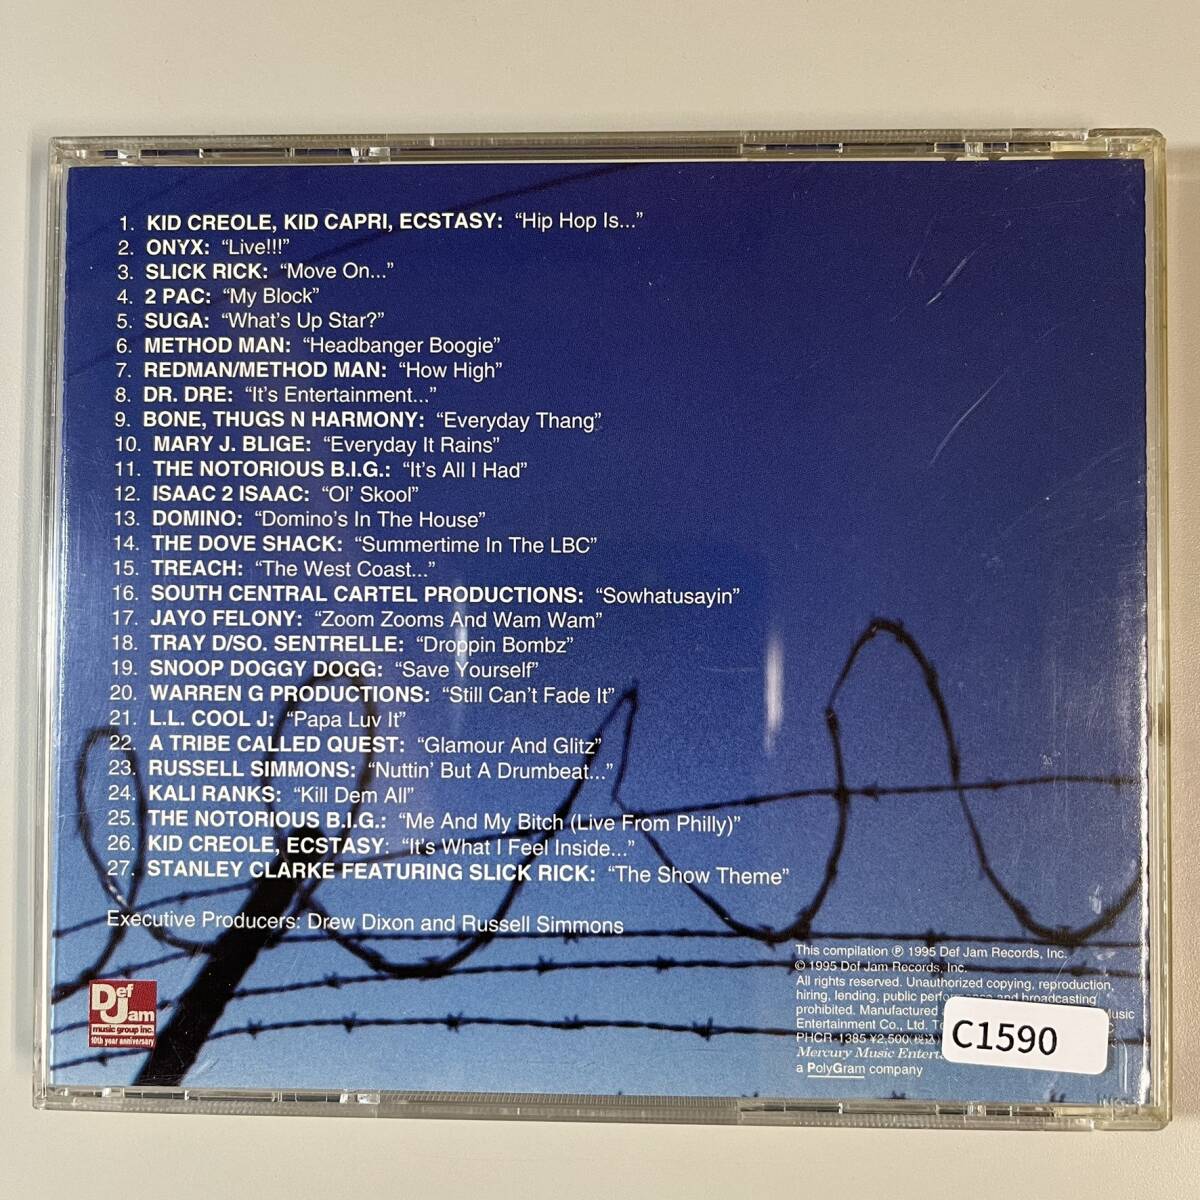 1. KID CREOLE, KID CAPRI, ECSTASY: “Hip Hop Is...”
2. ONYX: “Live!!!”
3. SLICK RICK: “Move On...”
4. 2 PAC: “My Block”
5. SUGA: “What's Up Star?”
6. METHOD MAN: “Headbanger Boogie”
7. REDMAN/METHOD MAN: “How High”
8. DR. DRE: “It's Entertainment...”
9. BONE, THUGS N HARMONY: “Everyday Thang”
10. MARY J. BLIGE: “Everyday It Rains”
11. THE NOTORIOUS B.I.G.: “It's All I Had”
12. ISAAC 2 ISAAC: “Ol' Skool”
13. DOMINO: “Domino's In The House”
14. THE DOVE SHACK: “Summertime In The LBC”
15. TREACH: “The West Coast...”
16. SOUTH CENTRAL CARTEL PRODUCTIONS: “Sowhatusayin”
17. JAYO FELONY: “Zoom Zooms And Wam Wam”
18. TRAY D/SO. SENTRELLE: “Droppin Bombz”
19. SNOOP DOGGY DOGG: “Save Yourself”
20. WARREN G PRODUCTIONS: “Still Can't Fade It”
21. L.L. COOL J: “Papa Luv It”
22. A TRIBE CALLED QUEST: “Glamour And Glitz”
23. RUSSELL SIMMONS: “Nuttin' But A Drumbeat...”
24. KALI RANKS: “Kill Dem All”
25. THE NOTORIOUS B.I.G.: “Me And My Bitch (Live From Philly)”
26. KID CREOLE, ECSTASY: “It's What I Feel Inside...”
27. STANLEY CLARKE FEATURING SLICK RICK: “The Show Theme”
Executive Producers: Drew Dixon and Russell Simmons
Def
Jam
music group inc.
10th year anniversary
This compilation ℗ 1995 Def Jam Records, Inc.
© 1995 Def Jam Records, Inc.
All rights reserved. Unauthorized copying, reproduction,
hiring, lending, public and broadcasting
prohibited. Manufactured Music
Entertainment Co., Ltd.
PHCR-1385 ¥2,500(税込)
Mercury Music
a PolyGram company
C1590